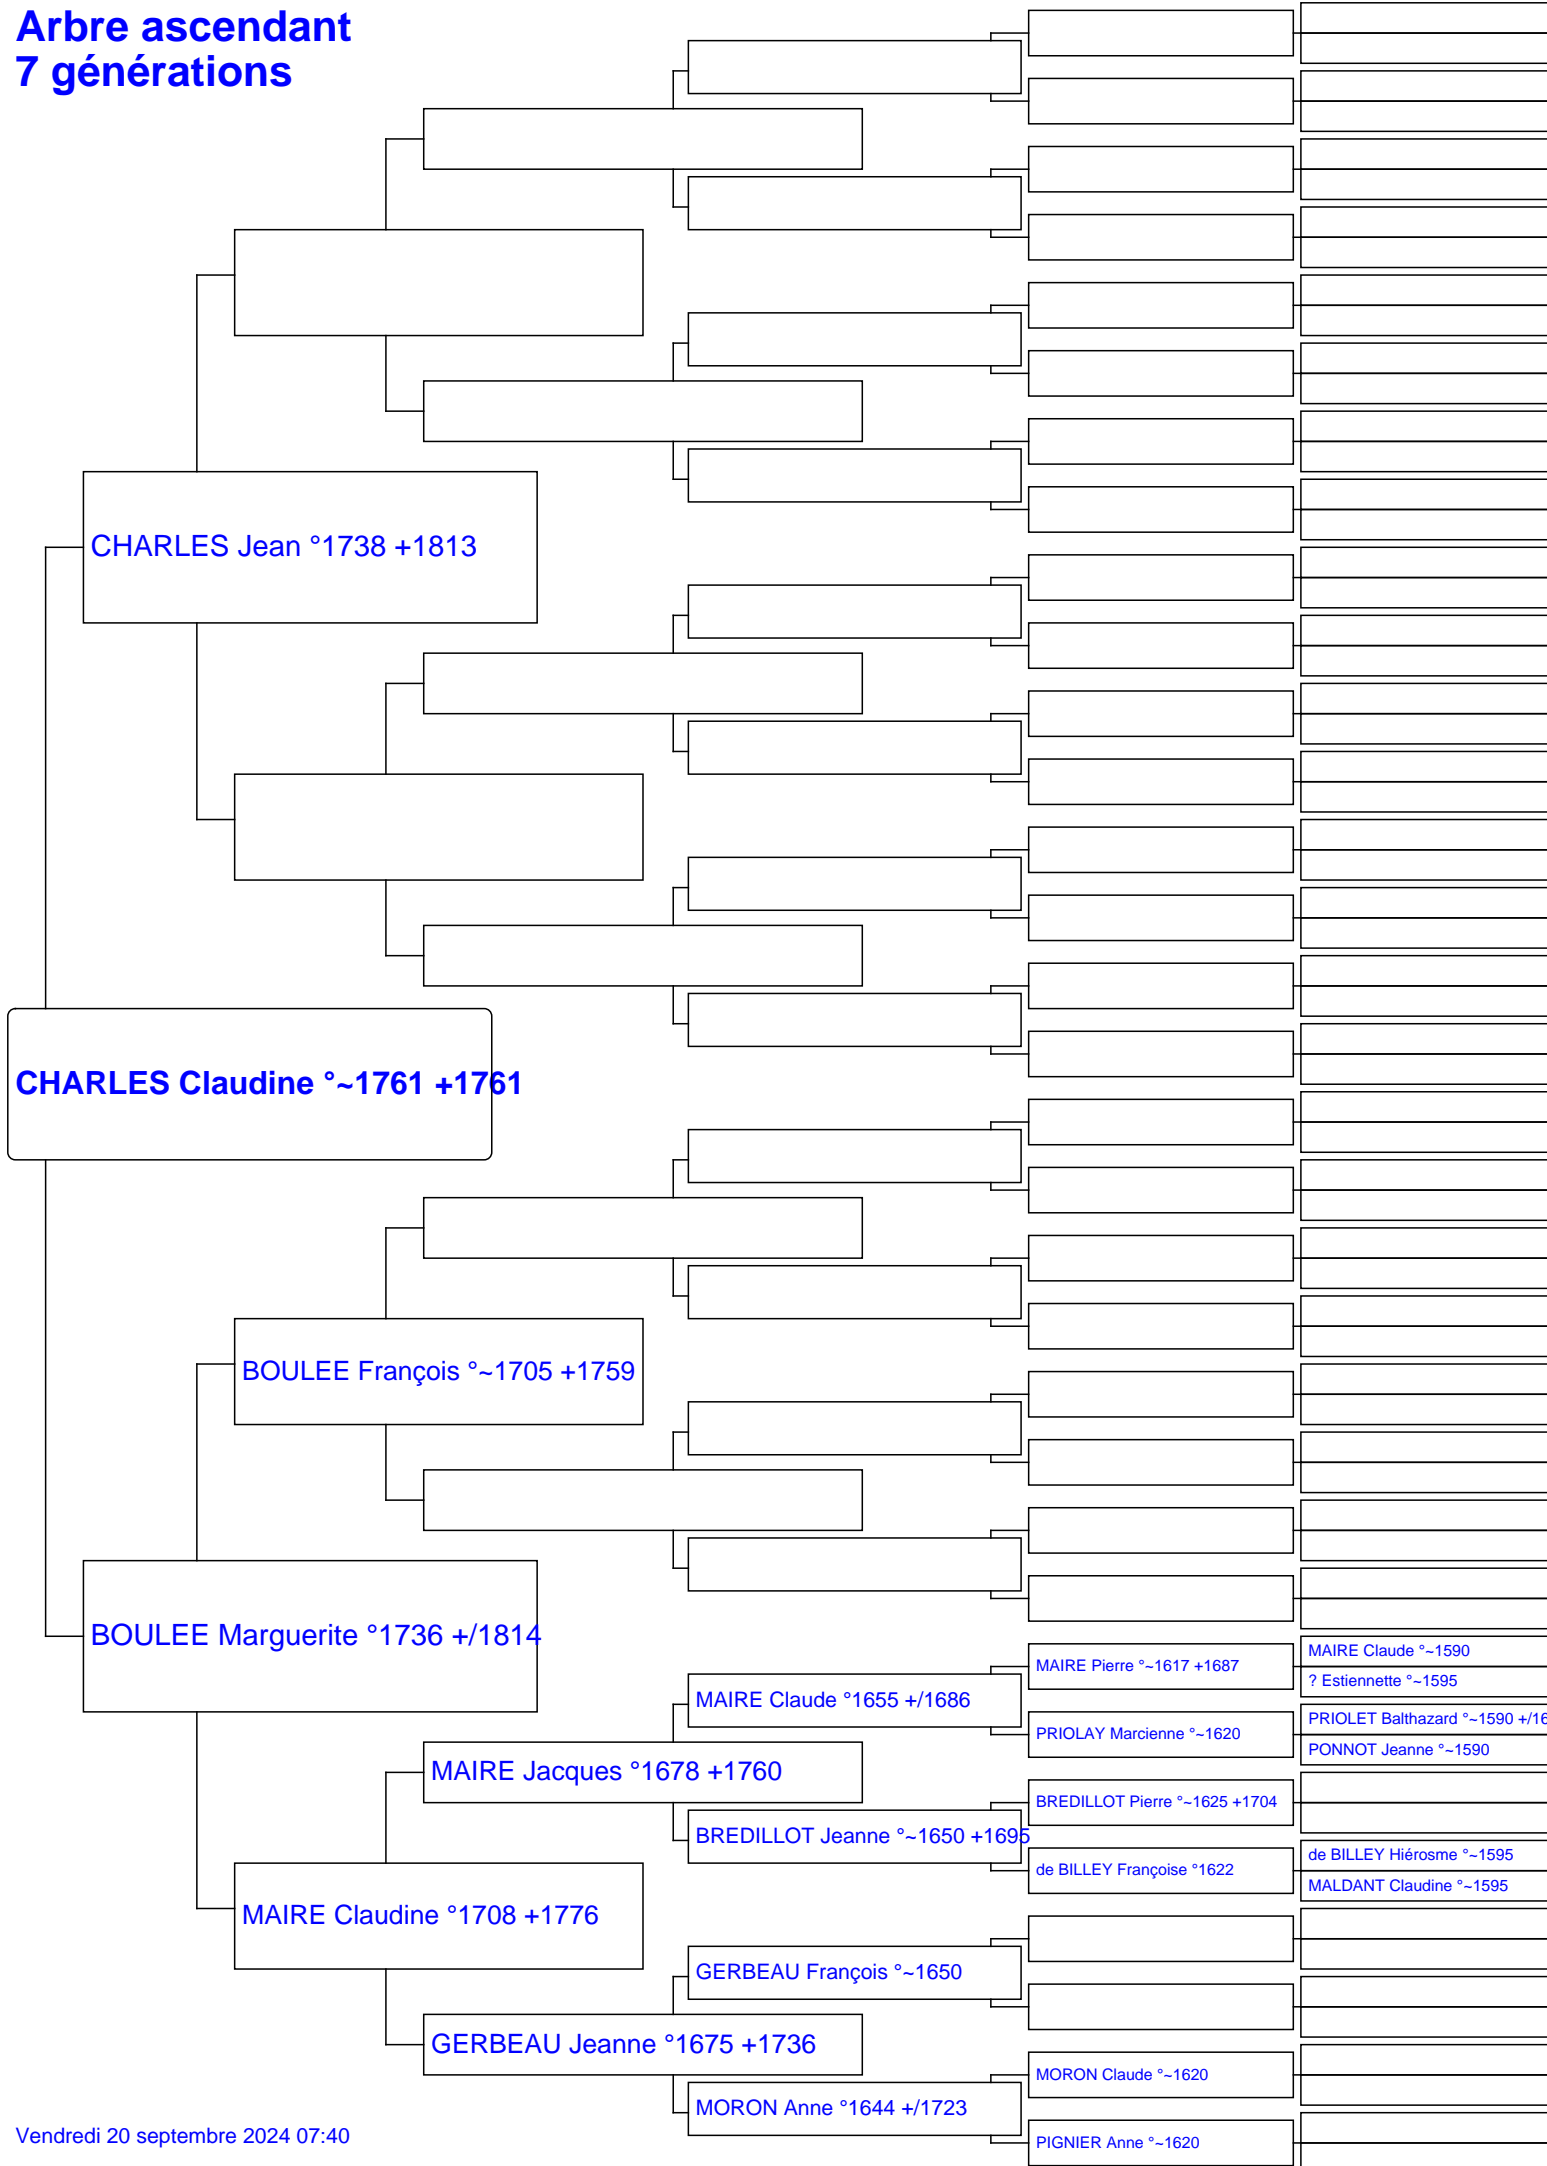 Arbre ascendant
7 générations
CHARLES Jean °1738 +1813
CHARLES Claudine °~1761 +1761
BOULEE François °~1705 +1759
BOULEE Marguerite °1736 +/1814
MAIRE Claude °~1590
MAIRE Pierre °~1617 +1687
? Estiennette °~1595
MAIRE Claude °1655 +/1686
PRIOLET Balthazard °~1590 +/16
PRIOLAY Marcienne °~1620
PONNOT Jeanne °~1590
MAIRE Jacques °1678 +1760
BREDILLOT Pierre °~1625 +1704
BREDILLOT Jeanne °~1650 +1695
de BILLEY Hiérosme °~1595
de BILLEY Françoise °1622
MALDANT Claudine °~1595
MAIRE Claudine °1708 +1776
GERBEAU François °~1650
GERBEAU Jeanne °1675 +1736
MORON Claude °~1620
MORON Anne °1644 +/1723
PIGNIER Anne °~1620
Vendredi 20 septembre 2024 07:40